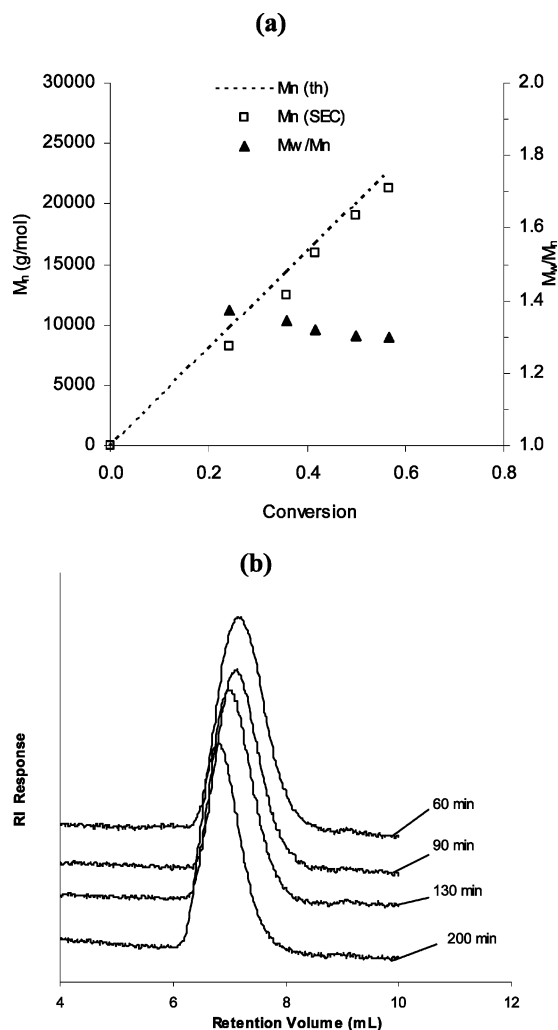 (a)
Mn (th)
Mn (SEC)
Mw/Mn
30000
25000
20000
15000
10000
5000
0
Mn (g/mol)
2.0
1.8
1.6
1.4
1.3
1.2
1.0
Mw/Mn
0.0
0.2
0.4
0.6
0.8
Conversion
(b)
RI Response
60 min
90 min
130 min
200 min
4
6
8
10
12
Retention Volume (mL)